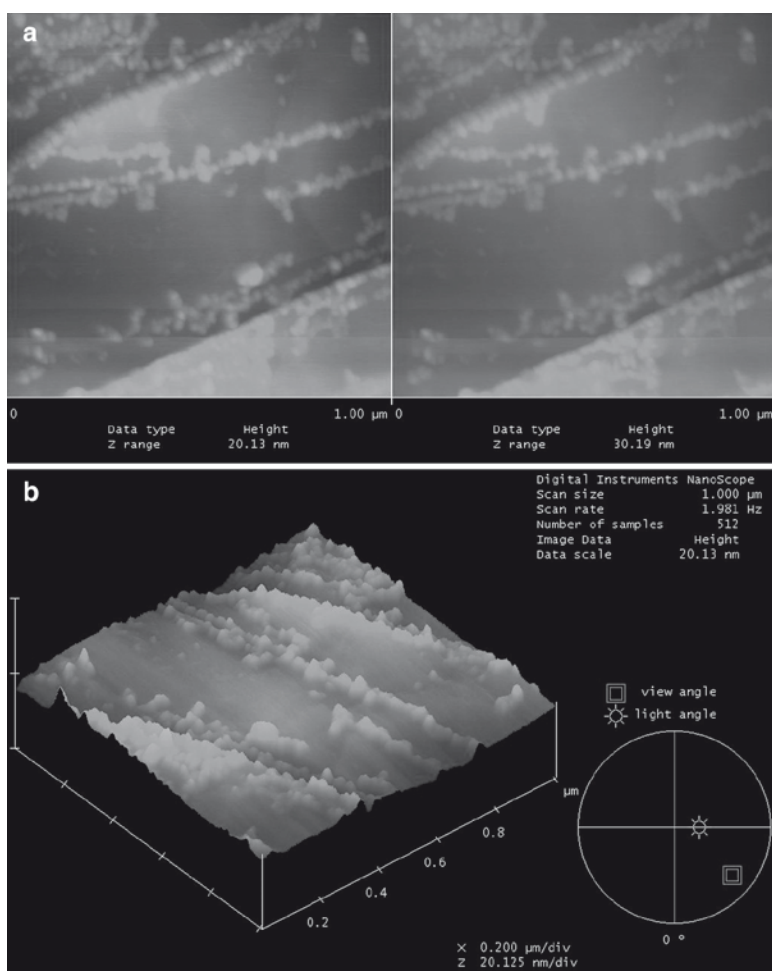 a
0 1.00 µm 0 1.00 µm
Data type Height Data type Height
Z range 20.13 nm Z range 30.19 nm
b
Digital Instruments NanoScope
Scan size 1.000 µm
Scan rate 1.981 Hz
Number of samples 512
Image Data Height
Data scale 20.13 nm
view angle
light angle
µm
0.8
0.6
0.4
0.2
0 °
X 0.200 µm/div
Z 20.125 nm/div